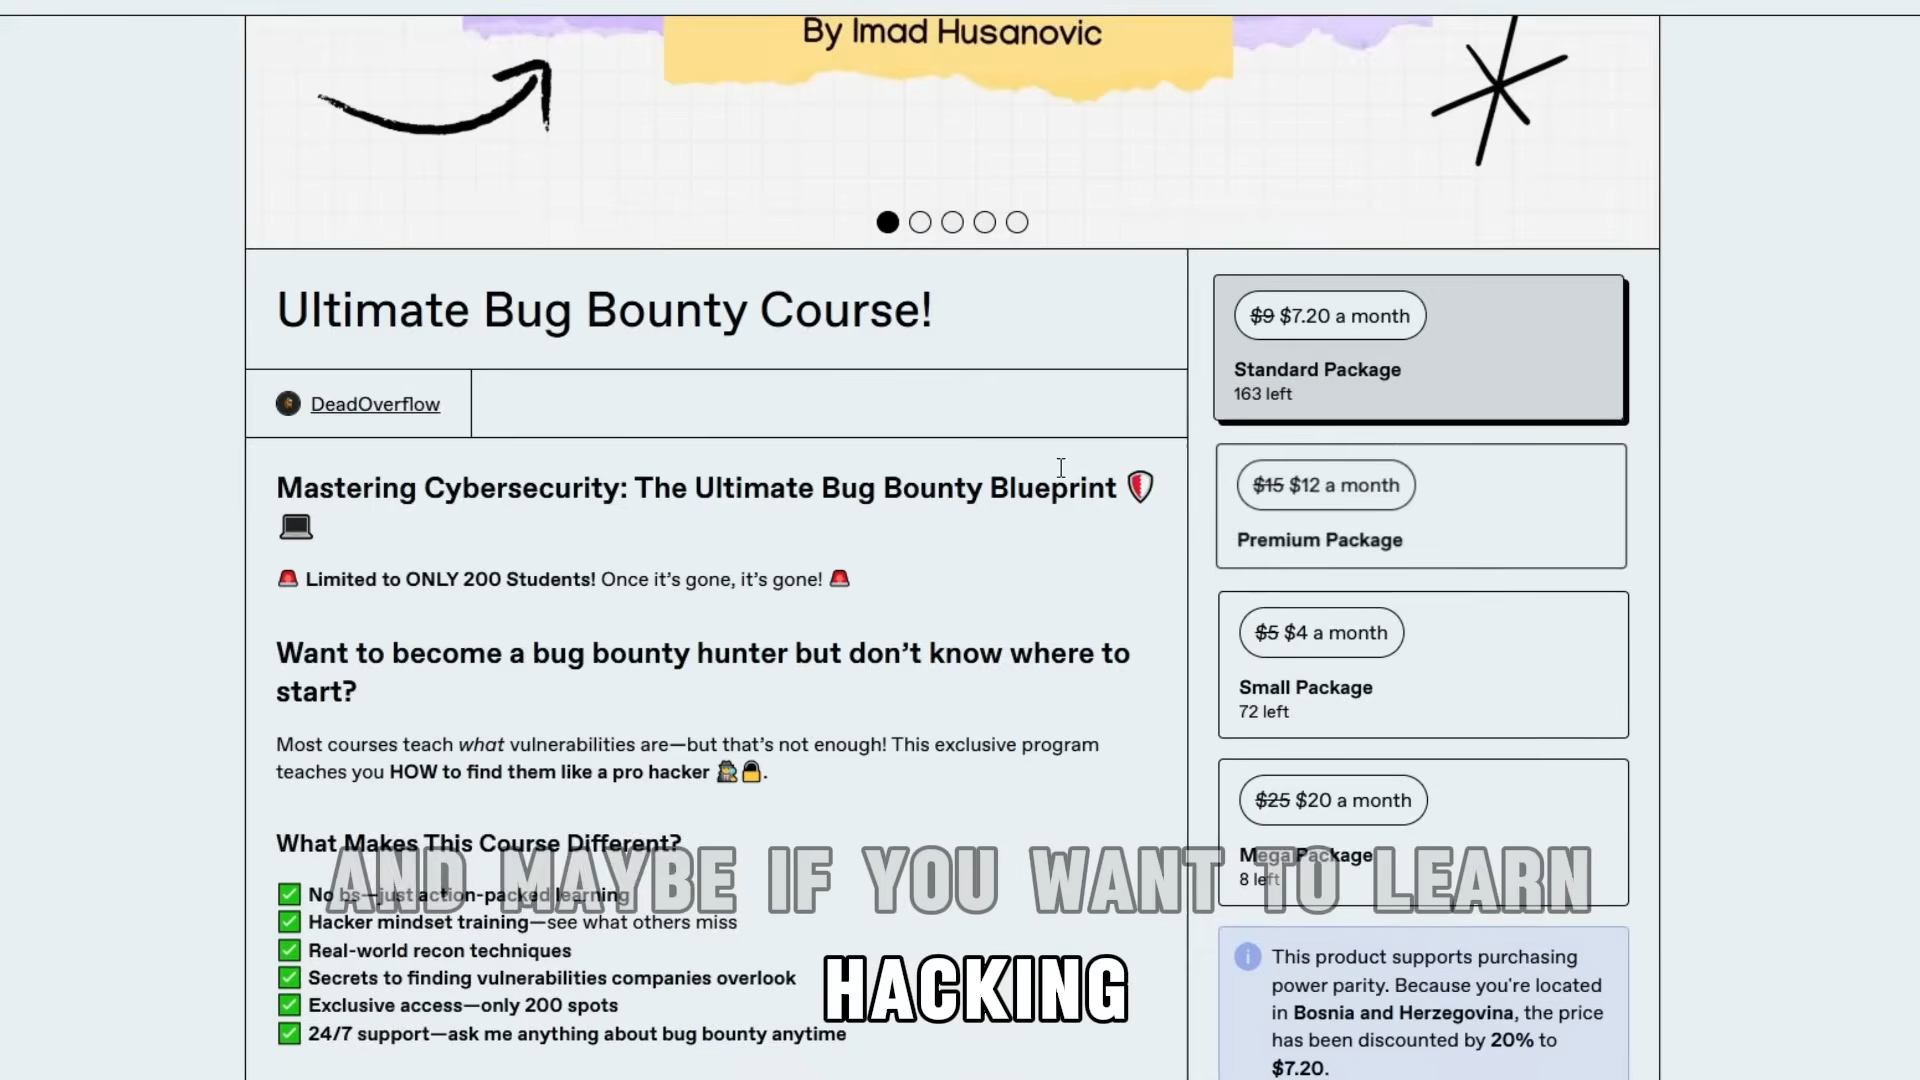 By Imad Husanovic
Ultimate Bug Bounty Course!
DeadOverflow
Mastering Cybersecurity: The Ultimate Bug Bounty Blueprint
Limited to ONLY 200 Students! Once it's gone, it's gone!
Want to become a bug bounty hunter but don't know where to
start?
Most courses teach what vulnerabilities are—but that's not enough! This exclusive program
teaches you HOW to find them like a pro hacker.
What Makes This Course Different?
No bs—just action-packed learning
Hacker mindset training—see what others miss
Real-world recon techniques
Secrets to finding vulnerabilities companies overlook
Exclusive access—only 200 spots
24/7 support—ask me anything about bug bounty anytime
$9 $7.20 a month
Standard Package
163 left
$15 $12 a month
Premium Package
$5 $4 a month
Small Package
72 left
$25 $20 a month
Mega Package
8 left
This product supports purchasing
power parity. Because you're located
in Bosnia and Herzegovina, the price
has been discounted by 20% to
$7.20.
AND MAYBE IF YOU WANT TO LEARN
HACKING